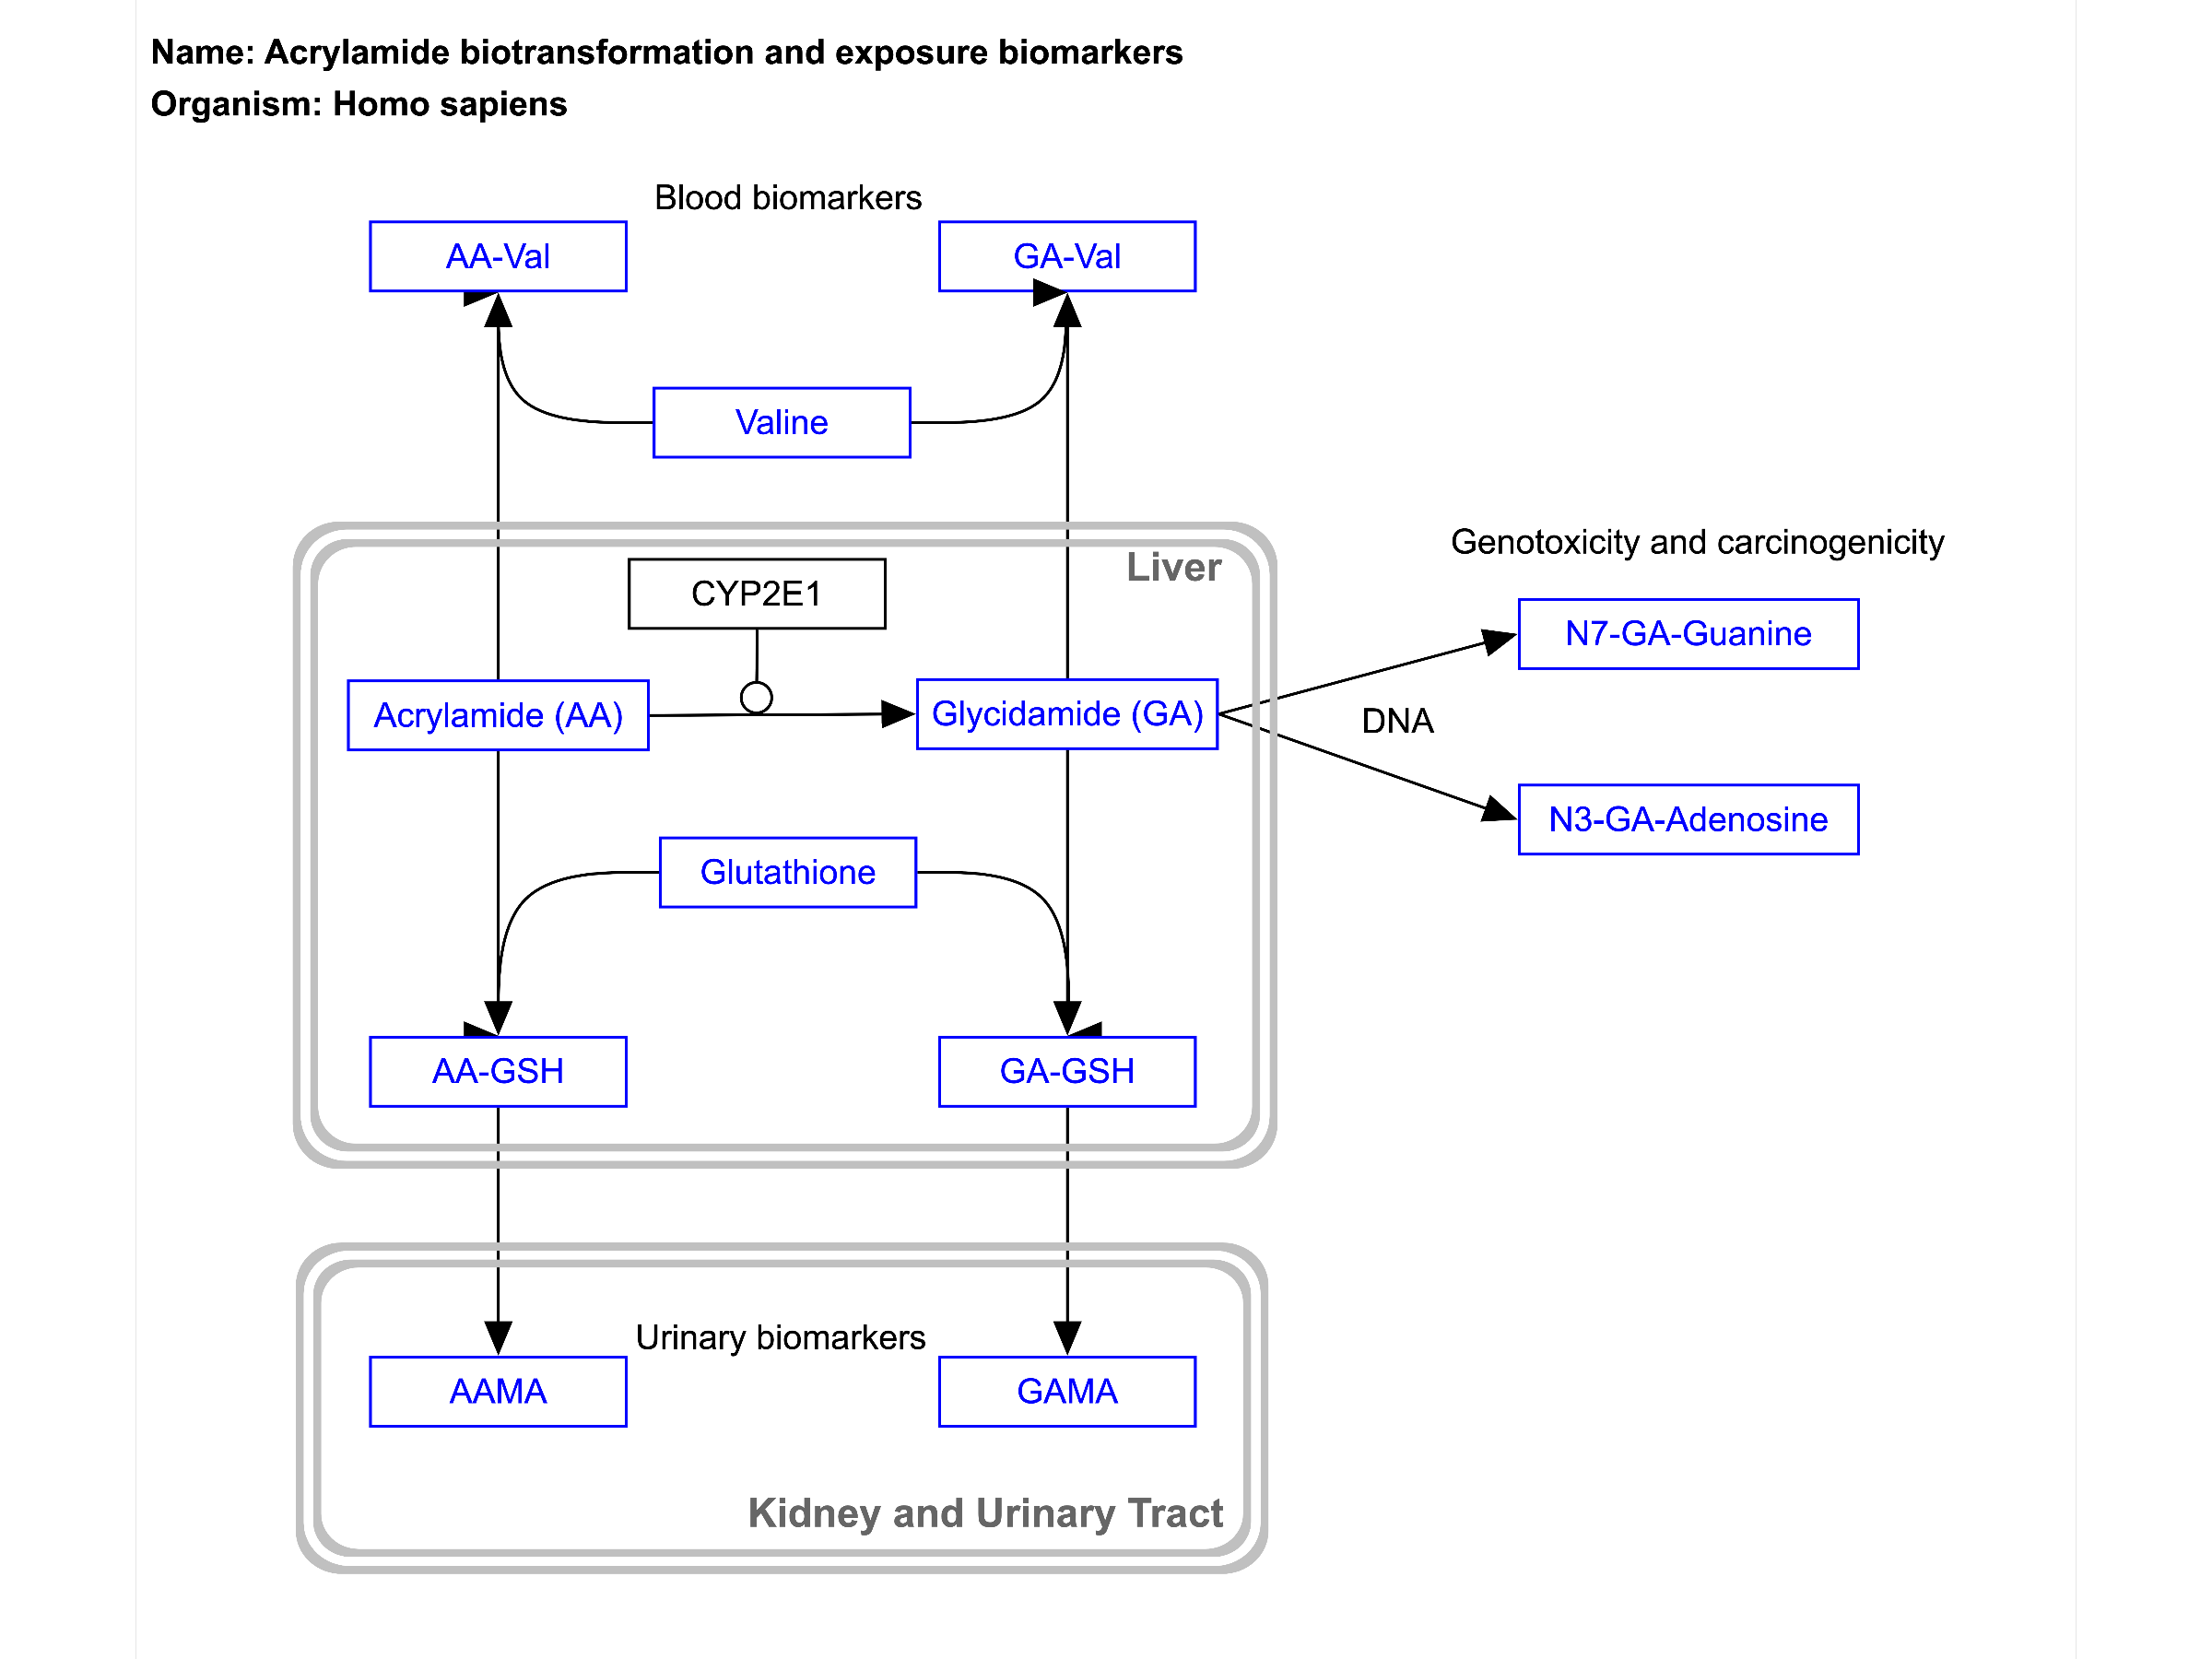 Name: Acrylamide biotransformation and exposure biomarkers
Organism: Homo sapiens
Blood biomarkers
AA-Val
GA-Val
Valine
Liver
Genotoxicity and carcinogenicity
CYP2E1
N7-GA-Guanine
Acrylamide (AA)
Glycidamide (GA)
DNA
N3-GA-Adenosine
Glutathione
AA-GSH
GA-GSH
Urinary biomarkers
AAMA
GAMA
Kidney and Urinary Tract